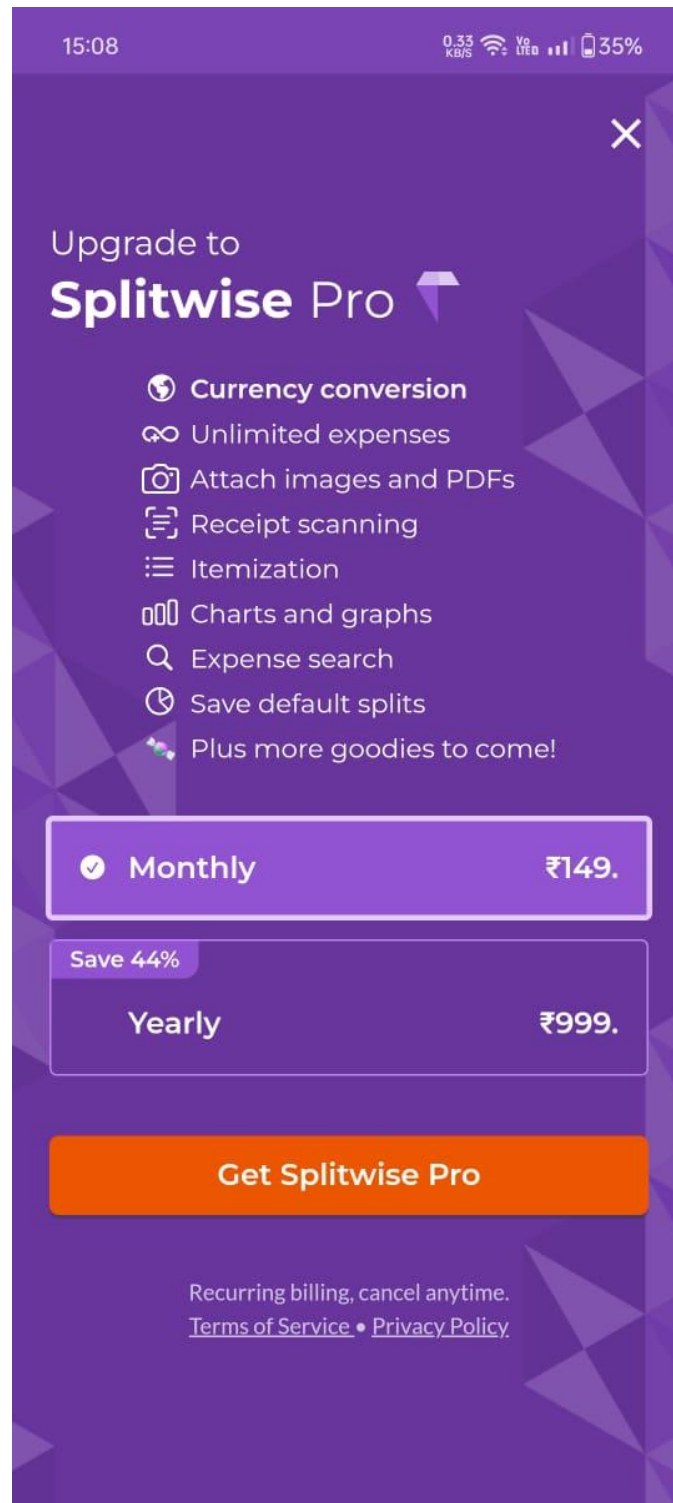 15:08 0.33 KB/S Vo LTED 35%
Upgrade to
Splitwise Pro
Currency conversion
Unlimited expenses
Attach images and PDFs
Receipt scanning
Itemization
Charts and graphs
Expense search
Save default splits
Plus more goodies to come!
Monthly ₹149.
Save 44%
Yearly ₹999.
Get Splitwise Pro
Recurring billing, cancel anytime.
Terms of Service • Privacy Policy